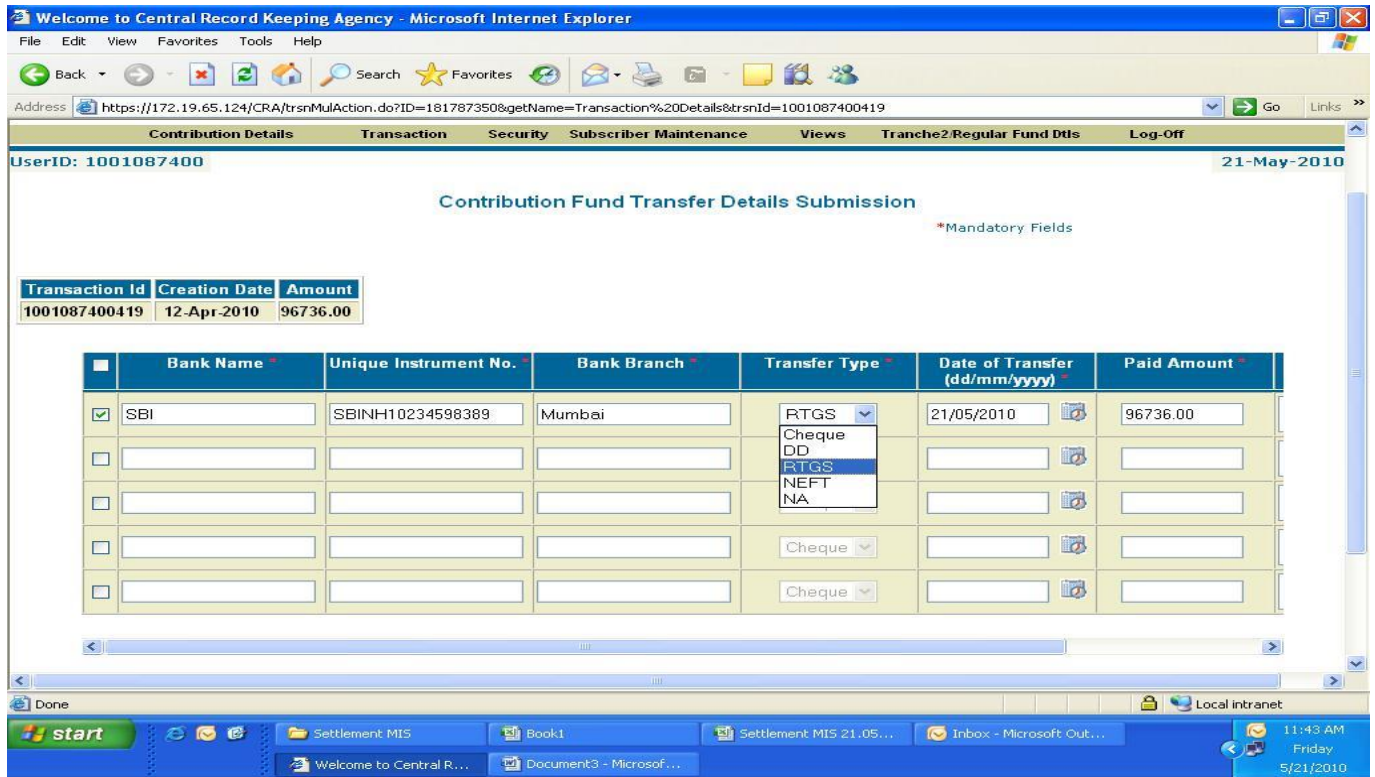 Welcome to Central Record Keeping Agency - Microsoft Internet Explorer
File Edit View Favorites Tools Help
Back Search Favorites
Address https://172.19.65.124/CRA/trsnMulAction.do?ID=181787350&getName=Transaction%20Details&trsnId=1001087400419 Go Links »
Contribution Details Transaction Security Subscriber Maintenance Views Tranche2/Regular Fund Dtls Log-Off
UserID: 1001087400 21-May-2010
Contribution Fund Transfer Details Submission
*Mandatory Fields
Transaction Id Creation Date Amount
1001087400419 12-Apr-2010 96736.00
Bank Name * Unique Instrument No. * Bank Branch * Transfer Type * Date of Transfer Paid Amount *
(dd/mm/yyyy) *
SBI SBINH10234598389 Mumbai RTGS 21/05/2010 96736.00
Cheque
DD
RTGS
NEFT
NA
Cheque
Cheque
Done Local intranet
start Settlement MIS Book1 Settlement MIS 21.05... Inbox - Microsoft Out... 11:43 AM
Welcome to Central R... Document3 - Microsof... Friday
5/21/2010